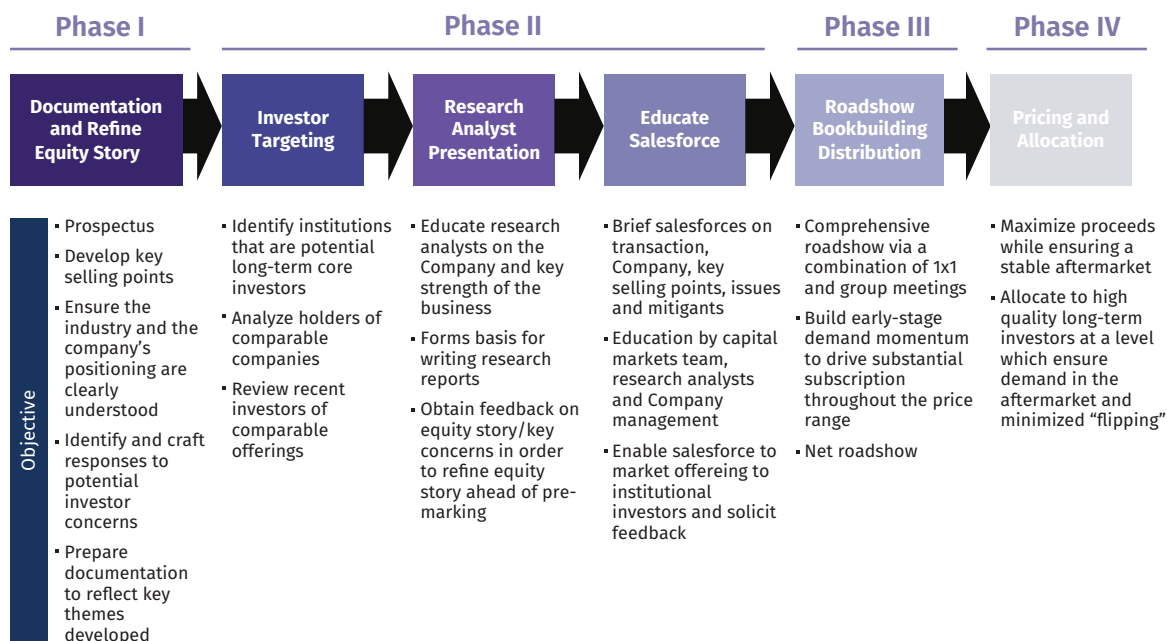 Phase I
Phase II
Phase III
Phase IV
Documentation
and Refine
Equity Story
Investor
Targeting
Research
Analyst
Presentation
Educate
Salesforce
Roadshow
Bookbuilding
Distribution
Pricing and
Allocation
Objective
▪ Prospectus
▪ Develop key
selling points
▪ Ensure the
industry and the
company’s
positioning are
clearly
understood
▪ Identify and craft
responses to
potential
investor
concerns
▪ Prepare
documentation
to reflect key
themes
developed
▪ Identify institutions
that are potential
long-term core
investors
▪ Analyze holders of
comparable
companies
▪ Review recent
investors of
comparable
offerings
▪ Educate research
analysts on the
Company and key
strength of the
business
▪ Forms basis for
writing research
reports
▪ Obtain feedback on
equity story/key
concerns in order
to refine equity
story ahead of pre-
marking
▪ Brief salesforces on
transaction,
Company, key
selling points, issues
and mitigants
▪ Education by capital
markets team,
research analysts
and Company
management
▪ Enable salesforce to
market offereing to
institutional
investors and solicit
feedback
▪ Comprehensive
roadshow via a
combination of 1x1
and group meetings
▪ Build early-stage
demand momentum
to drive substantial
subscription
throughout the price
range
▪ Net roadshow
▪ Maximize proceeds
while ensuring a
stable aftermarket
▪ Allocate to high
quality long-term
investors at a level
which ensure
demand in the
aftermarket and
minimized “flipping”